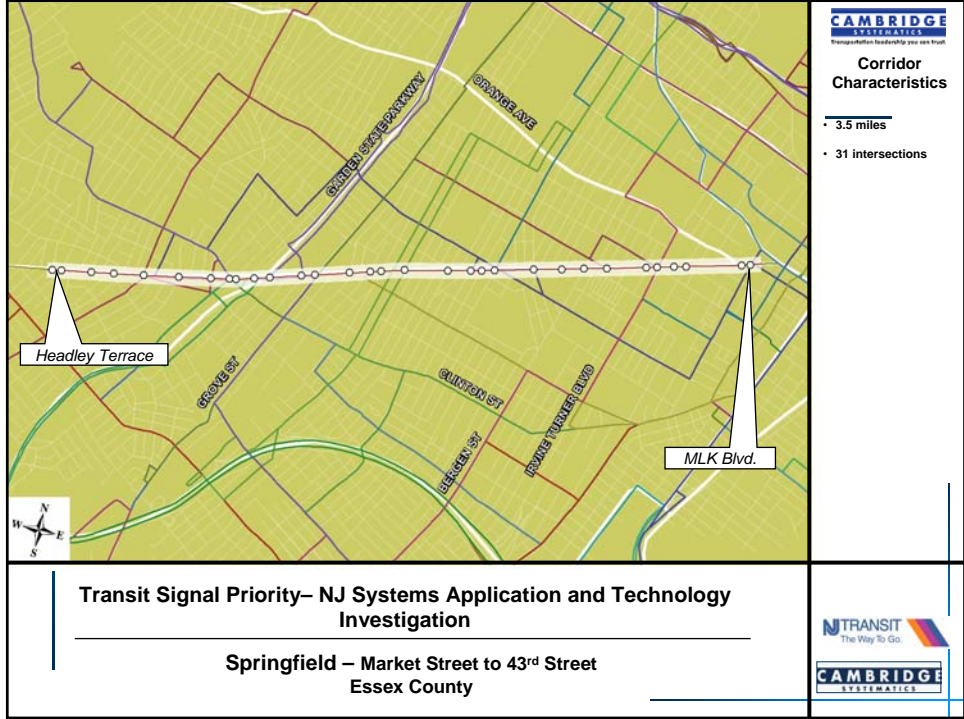 GARDEN STATE PARKWAY
ORANGE AVE
Headley Terrace
GROVE ST
CLINTON ST
BERGEN ST
IRVINE TURNER BLVD
MLK Blvd.
N
W E
S
CAMBRIDGE
SYSTEMATICS
Transportation leadership you can trust.
Corridor
Characteristics
• 3.5 miles
• 31 intersections
Transit Signal Priority– NJ Systems Application and Technology
Investigation
Springfield – Market Street to 43rd Street
Essex County
NJ TRANSIT
The Way To Go.
CAMBRIDGE
SYSTEMATICS